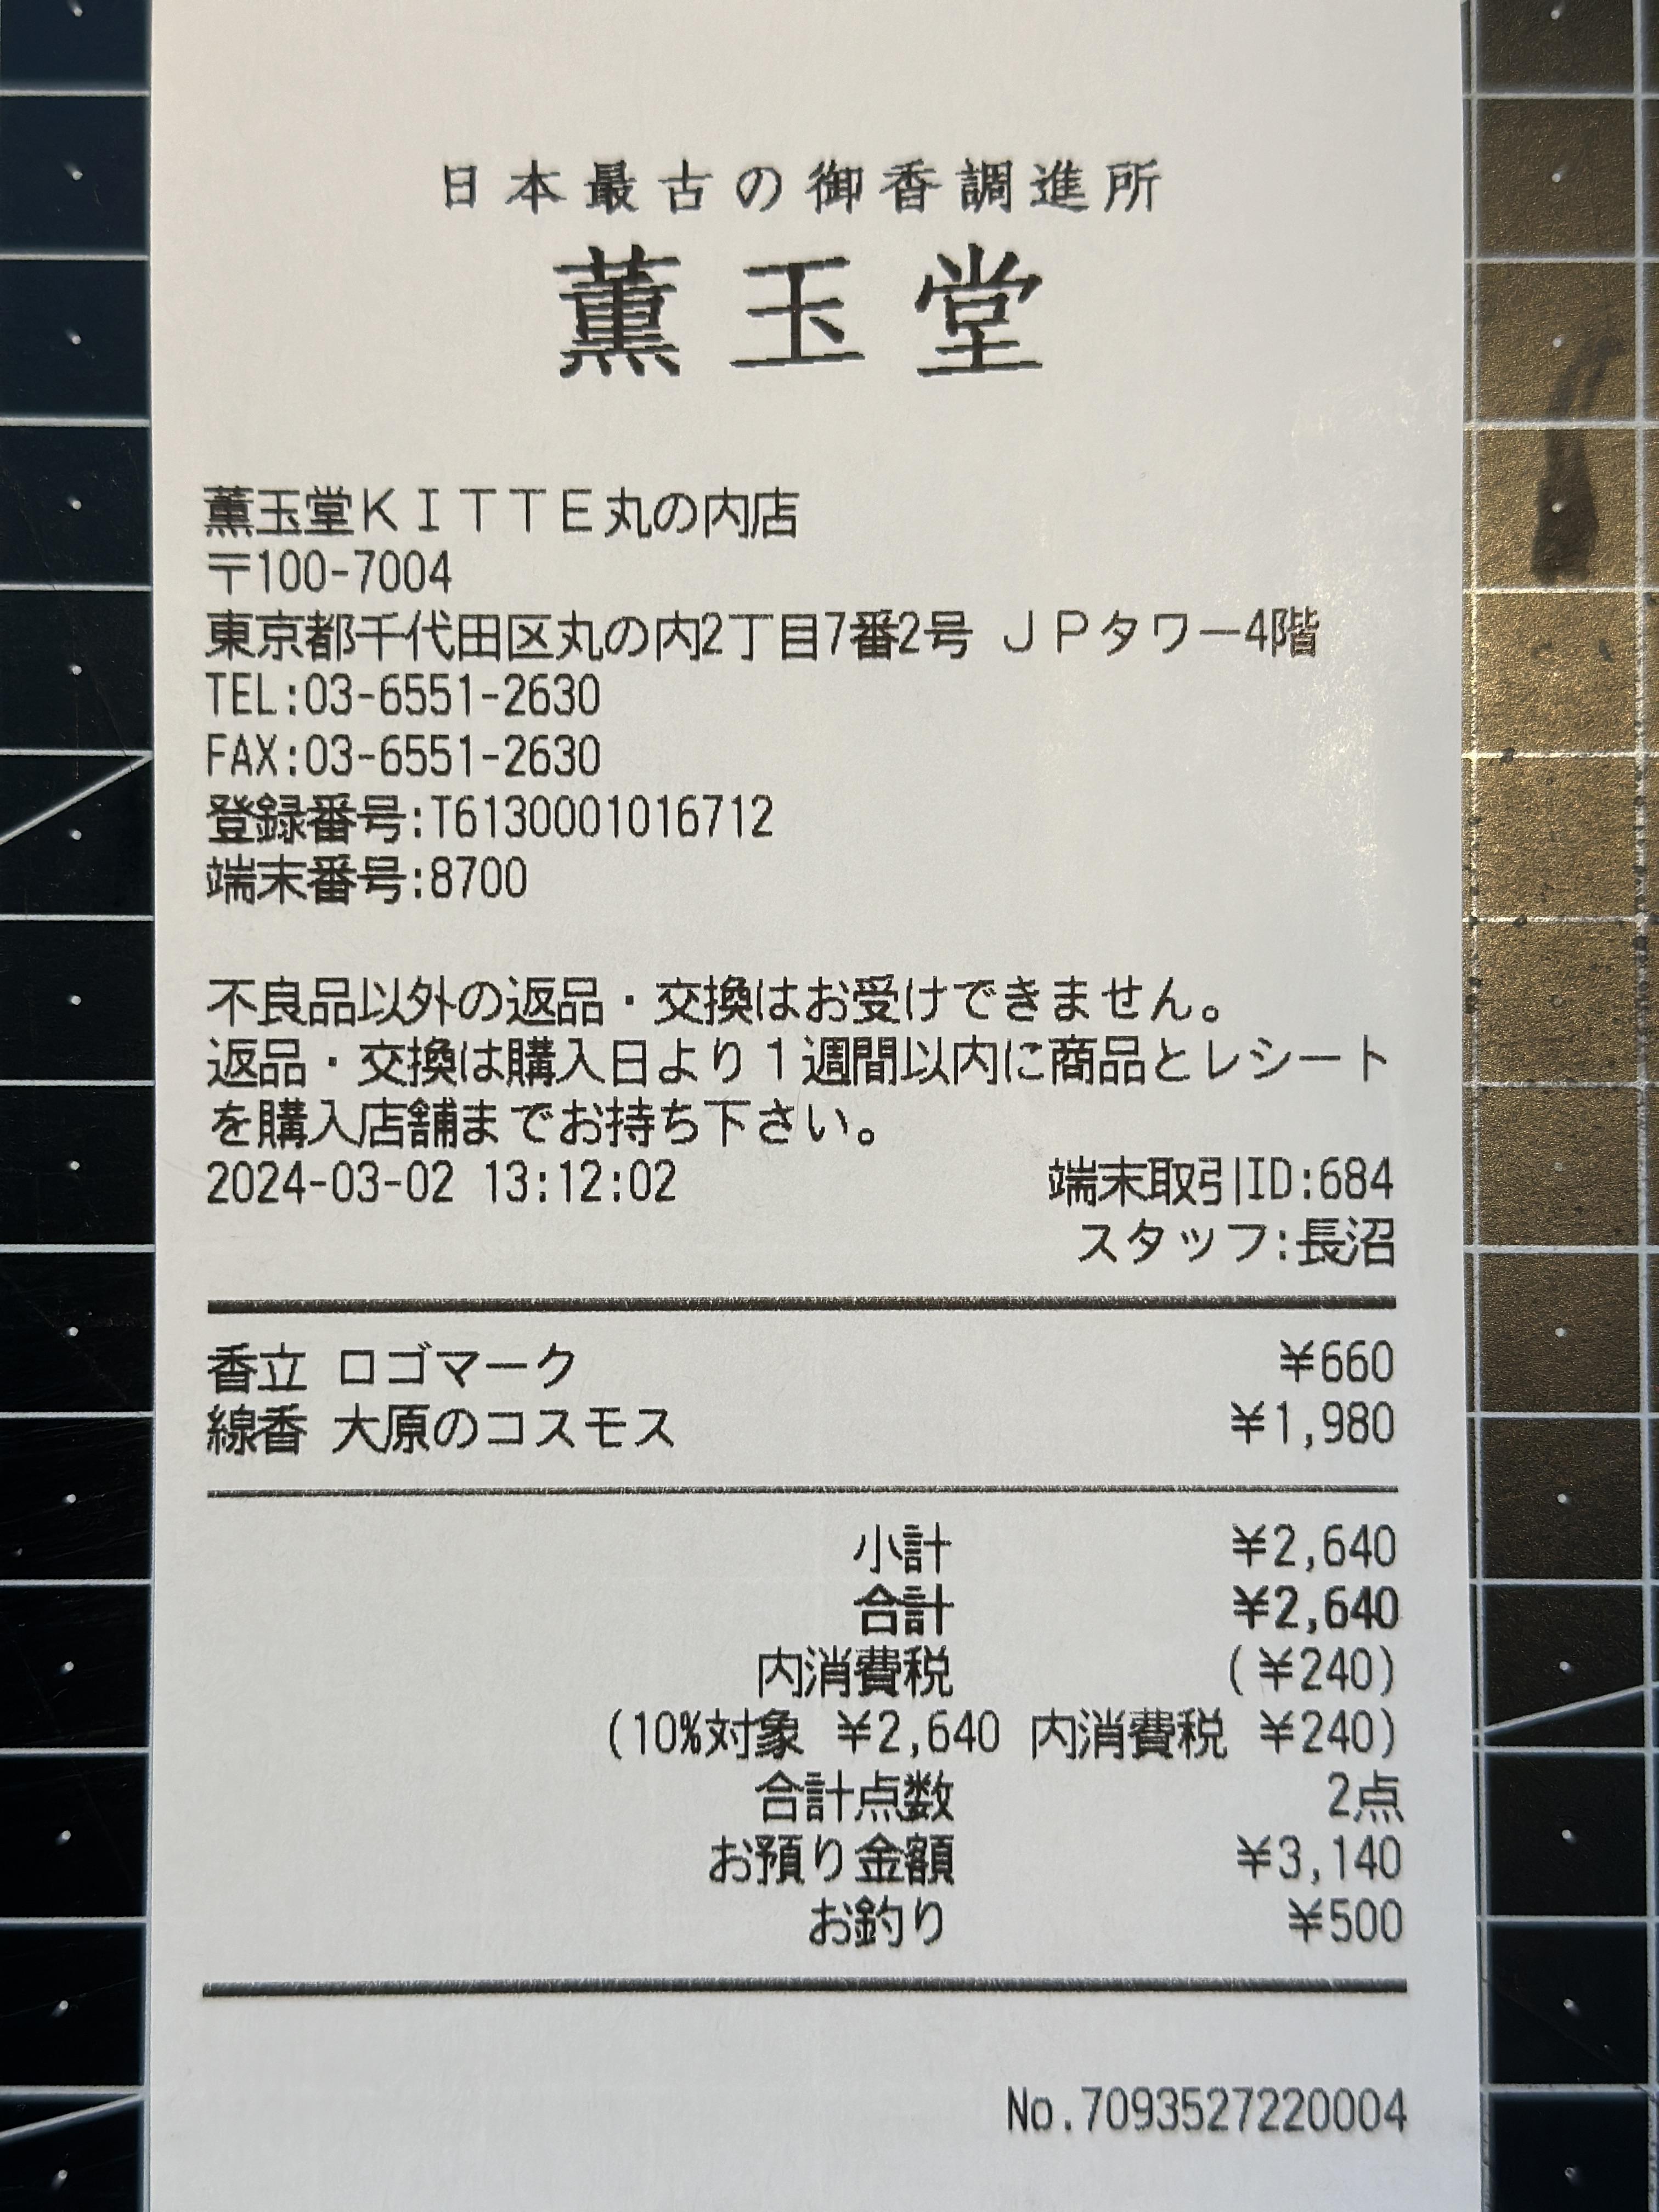 日本最古の御香調進所
薫玉堂
薫玉堂ＫＩＴＴＥ丸の内店
〒100-7004
東京都千代田区丸の内2丁目7番2号 ＪＰタワー4階
TEL:03-6551-2630
FAX:03-6551-2630
登録番号:T6130001016712
端末番号:8700
不良品以外の返品・交換はお受けできません。
返品・交換は購入日より１週間以内に商品とレシート
を購入店舗までお持ち下さい。
2024-03-02 13:12:02 端末取引ID:684
スタッフ:長沼
香立 ロゴマーク ¥660
線香 大原のコスモス ¥1,980
小計 ¥2,640
合計 ¥2,640
内消費税 (¥240)
(10%対象 ¥2,640 内消費税 ¥240)
合計点数 2点
お預り金額 ¥3,140
お釣り ¥500
No.7093527220004